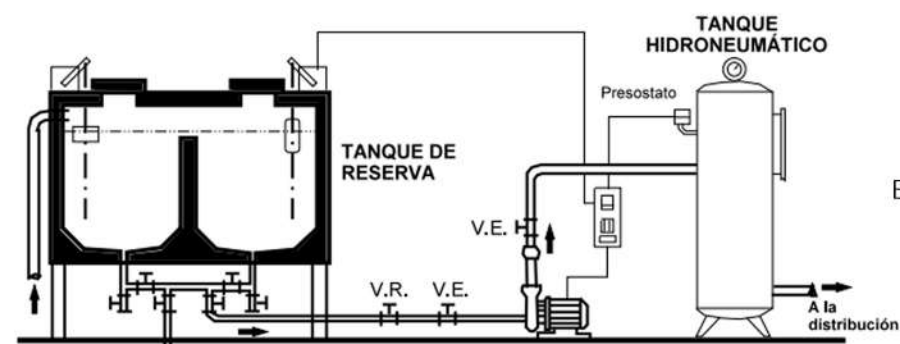 TANQUE
HIDRONEUMÁTICO
Presostato
TANQUE DE
RESERVA
E
V.E.
V.R.
V.E.
A la
distribución